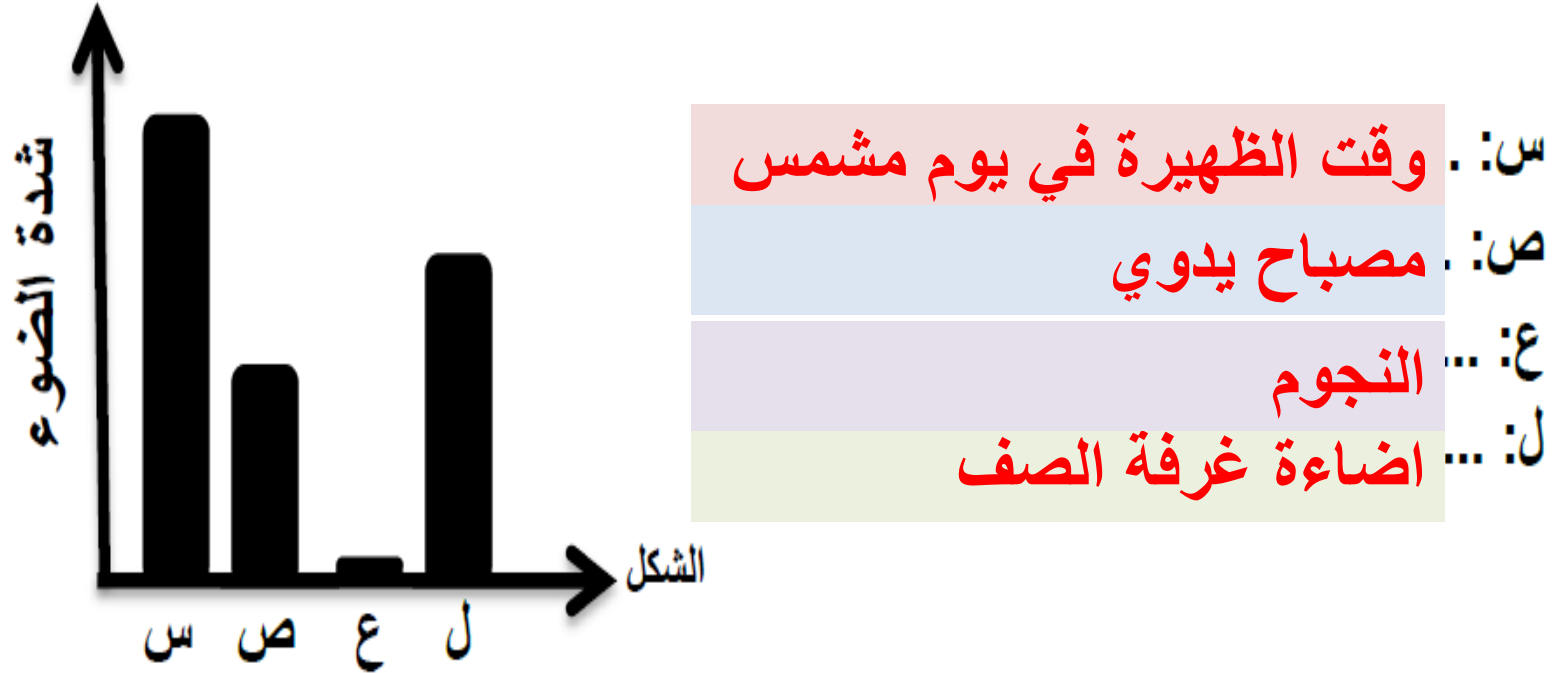 شدة الضوء
س: . وقت الظهيرة في يوم مشمس
ص: . مصباح يدوي
ع: ... النجوم
ل: ... اضاءة غرفة الصف
الشكل
س ص ع ل